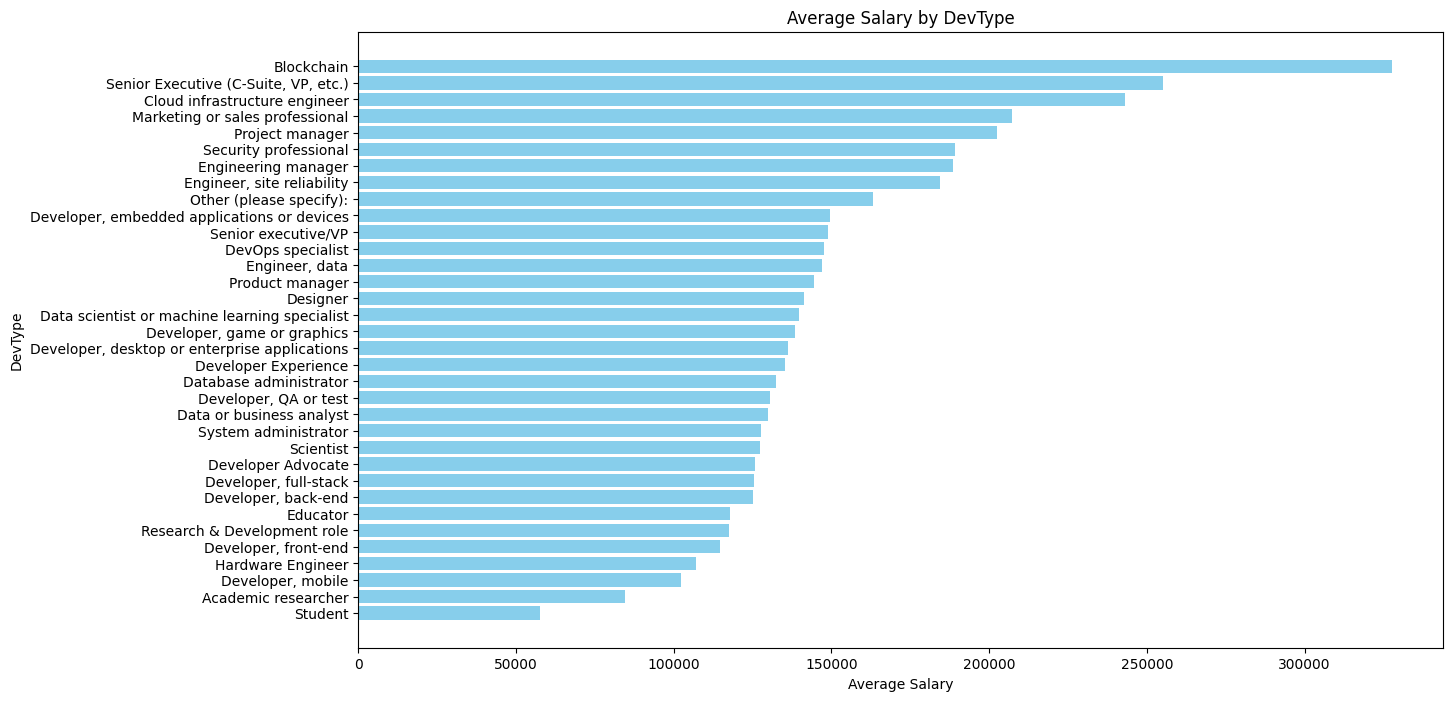 Average Salary by DevType
DevType
Blockchain
Senior Executive (C-Suite, VP, etc.)
Cloud infrastructure engineer
Marketing or sales professional
Project manager
Security professional
Engineering manager
Engineer, site reliability
Other (please specify):
Developer, embedded applications or devices
Senior executive/VP
DevOps specialist
Engineer, data
Product manager
Designer
Data scientist or machine learning specialist
Developer, game or graphics
Developer, desktop or enterprise applications
Developer Experience
Database administrator
Developer, QA or test
Data or business analyst
System administrator
Scientist
Developer Advocate
Developer, full-stack
Developer, back-end
Educator
Research & Development role
Developer, front-end
Hardware Engineer
Developer, mobile
Academic researcher
Student
0 50000 100000 150000 200000 250000 300000
Average Salary